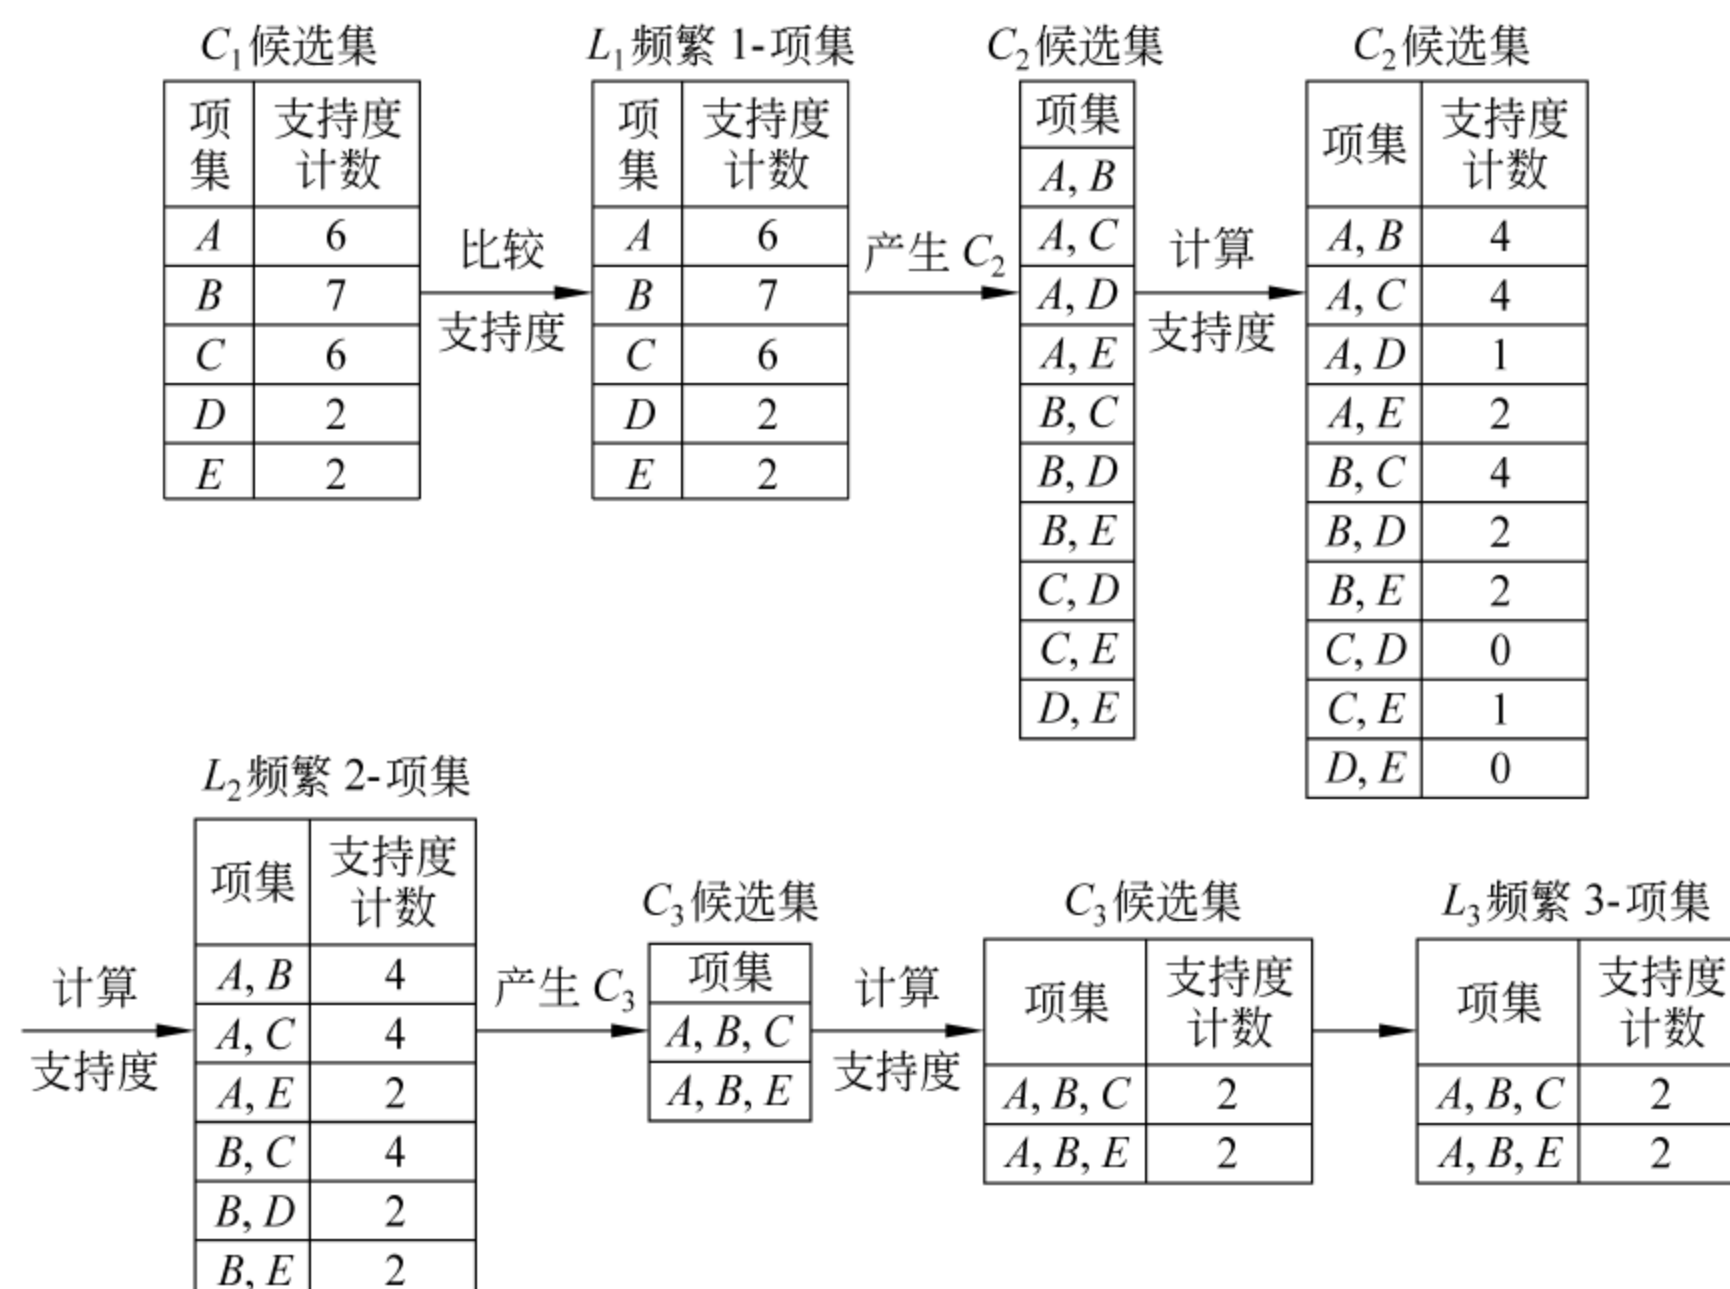 C₁候选集
项集 支持度计数
A 6
B 7
C 6
D 2
E 2
比较
支持度
L₁频繁 1-项集
项集 支持度计数
A 6
B 7
C 6
D 2
E 2
产生 C₂
C₂候选集
项集
A, B
A, C
A, D
A, E
B, C
B, D
B, E
C, D
C, E
D, E
计算
支持度
C₂候选集
项集 支持度计数
A, B 4
A, C 4
A, D 1
A, E 2
B, C 4
B, D 2
B, E 2
C, D 0
C, E 1
D, E 0
计算
支持度
L₂频繁 2-项集
项集 支持度计数
A, B 4
A, C 4
A, E 2
B, C 4
B, D 2
B, E 2
产生 C₃
C₃候选集
项集
A, B, C
A, B, E
计算
支持度
C₃候选集
项集 支持度计数
A, B, C 2
A, B, E 2
L₃频繁 3-项集
项集 支持度计数
A, B, C 2
A, B, E 2